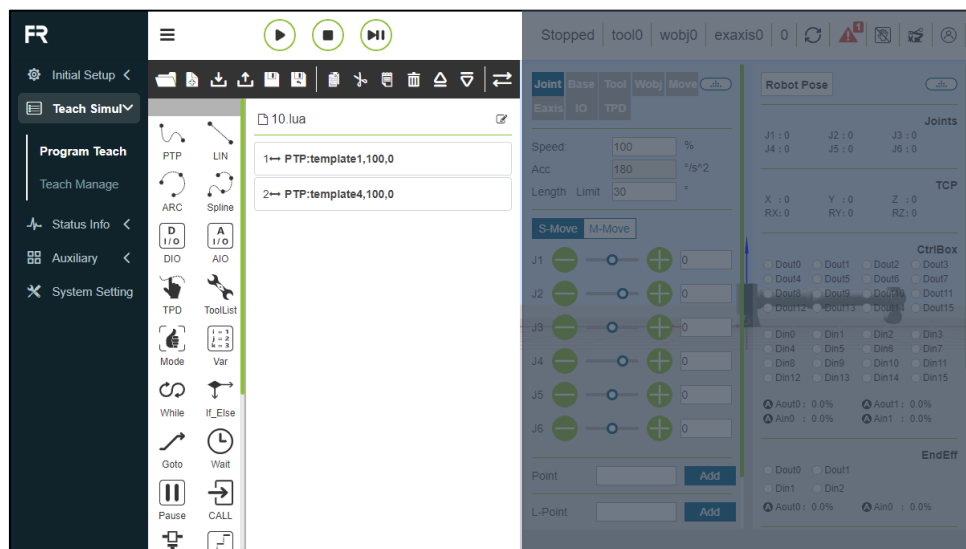 FR
Stopped tool0 wobj0 exaxis0 0 1
Initial Setup
Teach Simul
Program Teach
Teach Manage
Status Info
Auxiliary
System Setting
PTP LIN
ARC Spline
D I/O A I/O
DIO AIO
TPD ToolList
i = 1
j = 2
k = 3
Mode Var
While If_Else
Goto Wait
Pause CALL
10.lua
1 PTP:template1,100,0
2 PTP:template4,100,0
Joint Base Tool Wobj Move
Eaxis IO TPD
Speed: 100 %
Acc 180 °/s^2
Length Limit 30 °
S-Move M-Move
J1 0
J2 0
J3 0
J4 0
J5 0
J6 0
Point Add
L-Point Add
Robot Pose
Joints
J1 : 0 J2 : 0 J3 : 0
J4 : 0 J5 : 0 J6 : 0
TCP
X : 0 Y : 0 Z : 0
RX: 0 RY: 0 RZ: 0
CtrlBox
Dout0 Dout1 Dout2 Dout3
Dout4 Dout5 Dout6 Dout7
Dout8 Dout9 Dout10 Dout11
Dout12 Dout13 Dout14 Dout15
Din0 Din1 Din2 Din3
Din4 Din5 Din6 Din7
Din8 Din9 Din10 Din11
Din12 Din13 Din14 Din15
A Aout0 : 0.0% A Aout1 : 0.0%
A Ain0 : 0.0% A Ain1 : 0.0%
EndEff
Dout0 Dout1
Din1 Din2
A Aout0 : 0.0% A Ain0 : 0.0%